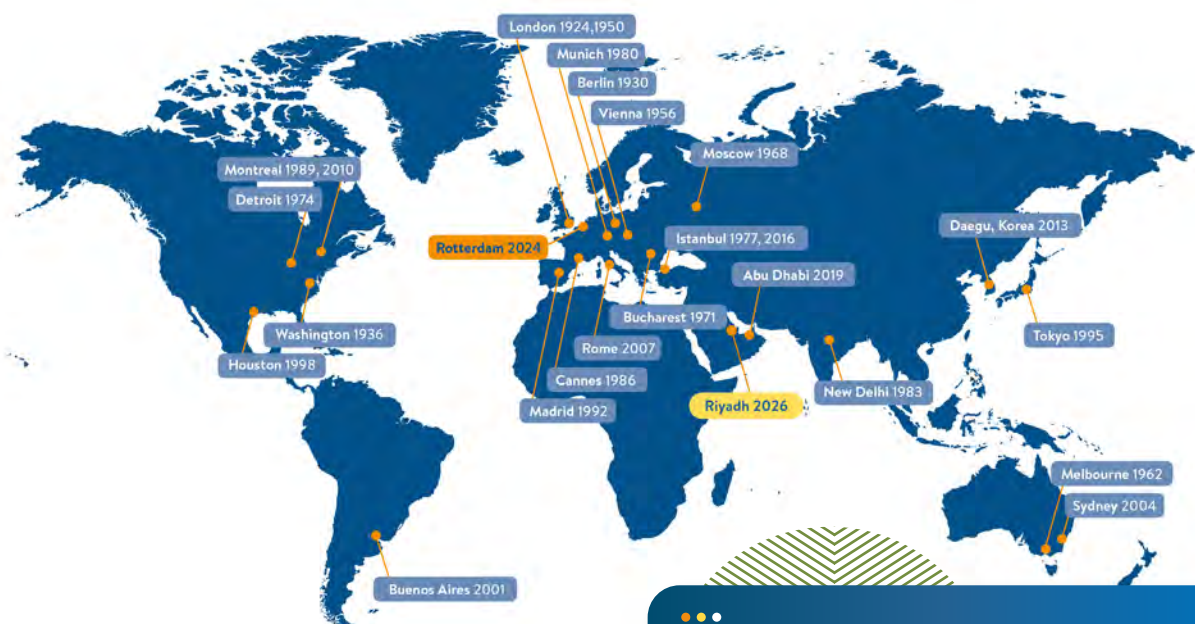 London 1924,1950
Munich 1980
Berlin 1930
Vienna 1956
Moscow 1968
Montreal 1989, 2010
Detroit 1974
Daegu, Korea 2013
Rotterdam 2024
Istanbul 1977, 2016
Abu Dhabi 2019
Bucharest 1971
Washington 1936
Tokyo 1995
Rome 2007
Houston 1998
Cannes 1986
New Delhi 1983
Madrid 1992
Riyadh 2026
Melbourne 1962
Sydney 2004
Buenos Aires 2001